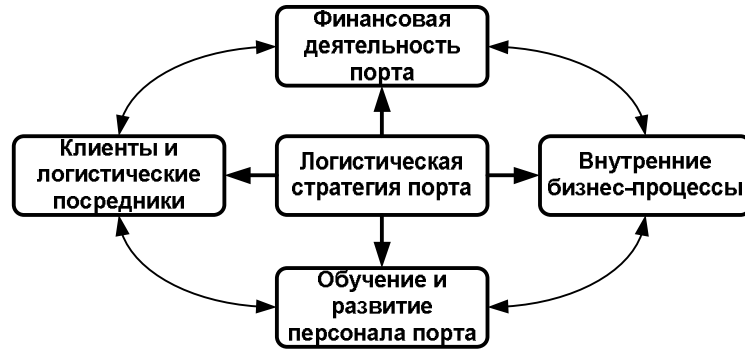 Финансовая
деятельность
порта
Клиенты и
логистические
посредники
Логистическая
стратегия порта
Внутренние
бизнес-процессы
Обучение и
развитие
персонала порта